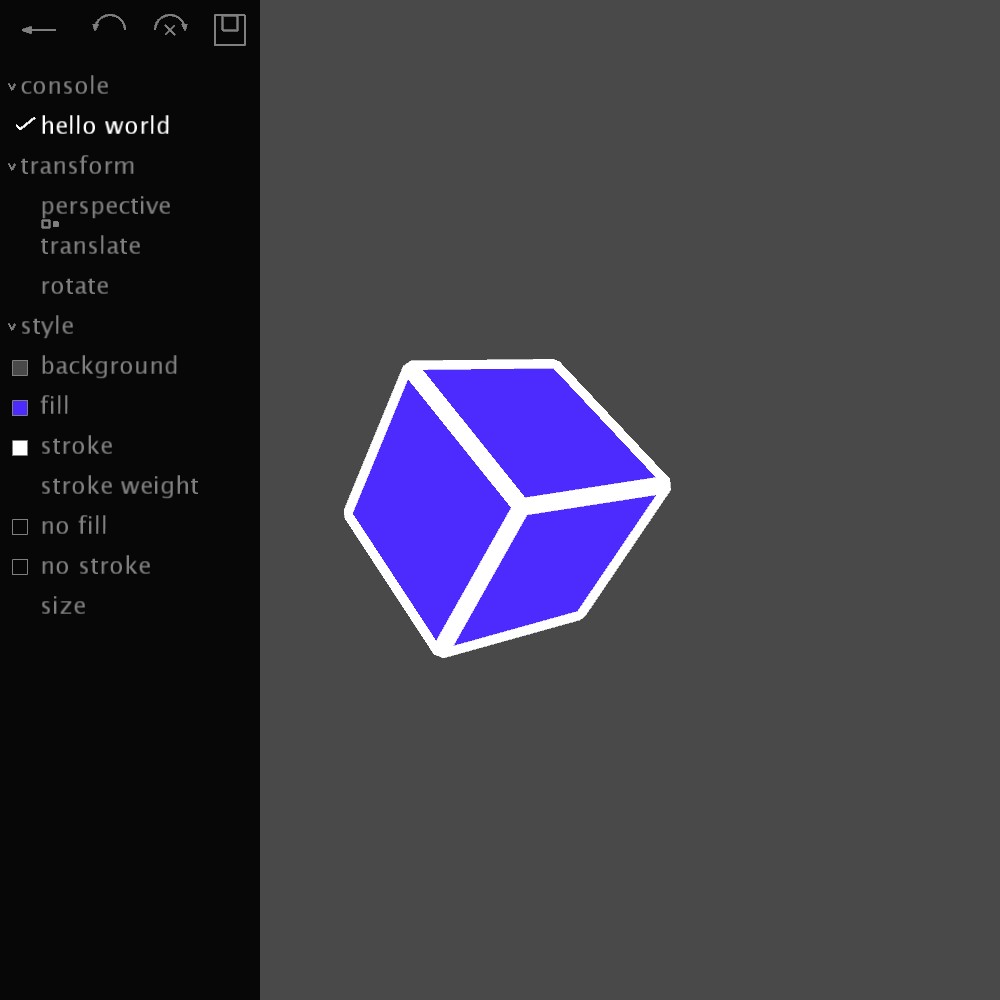 console
hello world
transform
perspective
translate
rotate
style
background
fill
stroke
stroke weight
no fill
no stroke
size